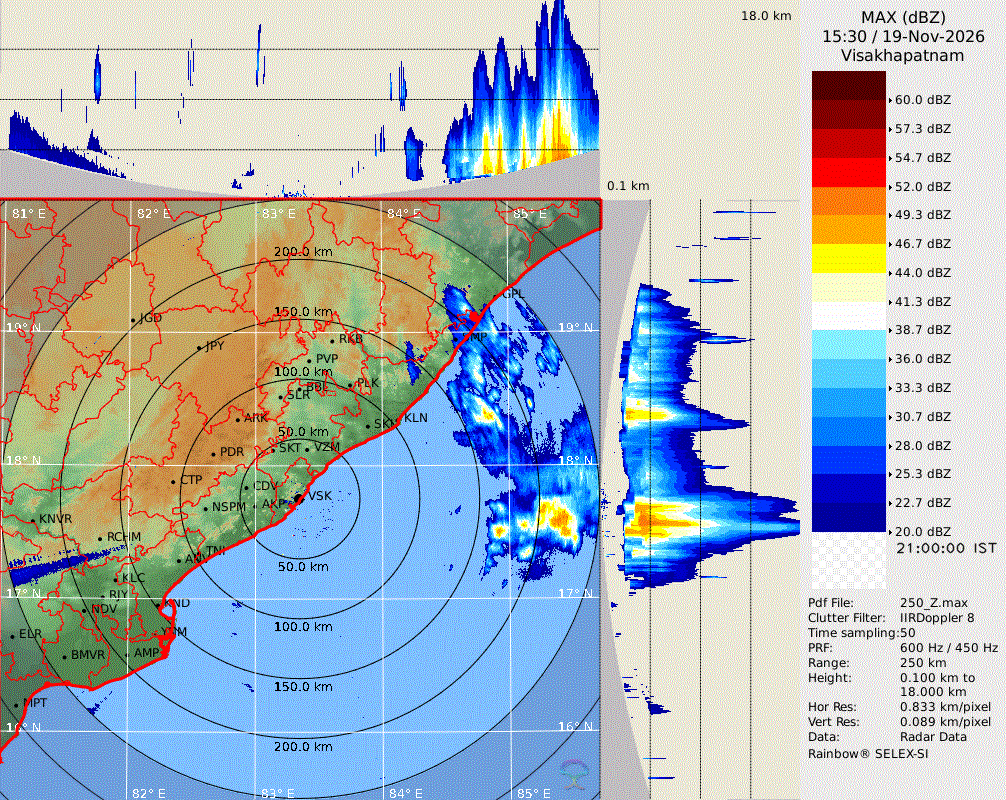 18.0 km
0.1 km
MAX (dBZ)
15:30 / 19-Nov-2026
Visakhapatnam
60.0 dBZ
57.3 dBZ
54.7 dBZ
52.0 dBZ
49.3 dBZ
46.7 dBZ
44.0 dBZ
41.3 dBZ
38.7 dBZ
36.0 dBZ
33.3 dBZ
30.7 dBZ
28.0 dBZ
25.3 dBZ
22.7 dBZ
20.0 dBZ
21:00:00 IST
Pdf File: 250_Z.max
Clutter Filter: IIRDoppler 8
Time sampling:50
PRF: 600 Hz / 450 Hz
Range: 250 km
Height: 0.100 km to
18.000 km
Hor Res: 0.833 km/pixel
Vert Res: 0.089 km/pixel
Data: Radar Data
Rainbow® SELEX-SI
81° E 82° E 83° E 84° E 85° E
200.0 km
GPL
150.0 km
JGD
19° N 19° N
RKB
JPY
PVP
100.0 km
BBL PLK
SLR
ARK KLN
SKL
50.0 km
PDR SKT VZM
18° N 18° N
CTP
CDV
VSK
NSPM AKP
KNVR
RCHM
TNI
50.0 km
KLC
RJY
17° N 17° N
KND
NDV
100.0 km
ELR YNM
BMVR AMP
150.0 km
MPT
16° N 16° N
200.0 km
82° E 83° E 84° E 85° E